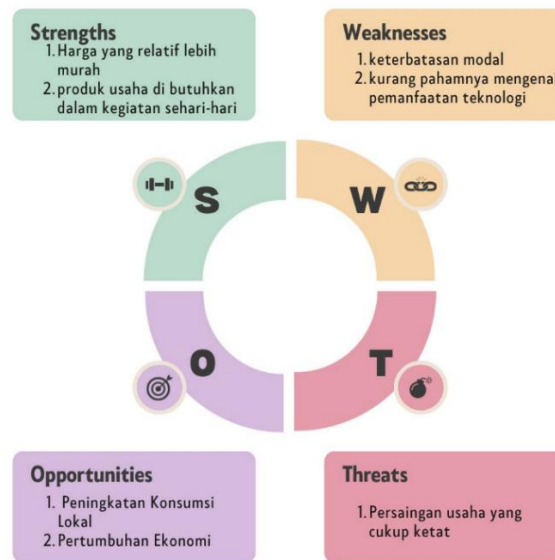 Strengths
1. Harga yang relatif lebih
murah
2. produk usaha di butuhkan
dalam kegiatan sehari-hari
Weaknesses
1. keterbatasan modal
2. kurang pahamnya mengena
pemanfaatan teknologi
S
W
O
T
Opportunities
1. Peningkatan Konsumsi
Lokal
2. Pertumbuhan Ekonomi
Threats
1. Persaingan usaha yang
cukup ketat